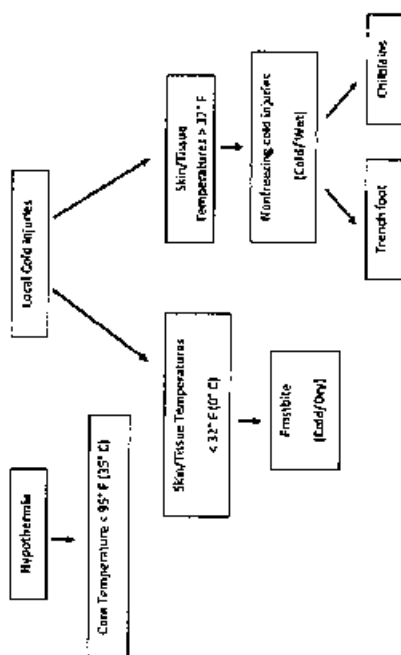 Hypothermia
Core Temperature < 95° F (35° C)
Local Cold Injuries
Skin/Tissue Temperatures
< 32° F (0° C)
Frostbite
(Cold/Dry)
Skin/Tissue
Temperatures > 32° F
Nonfreezing cold injuries
(Cold/Wet)
Trench foot
Chilblains